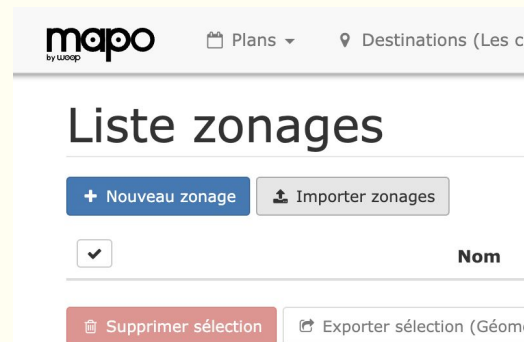 mapo Plans Destinations (Les c
by woop
Liste zonages
+ Nouveau zonage Importer zonages
Nom
Supprimer sélection Exporter sélection (Géom